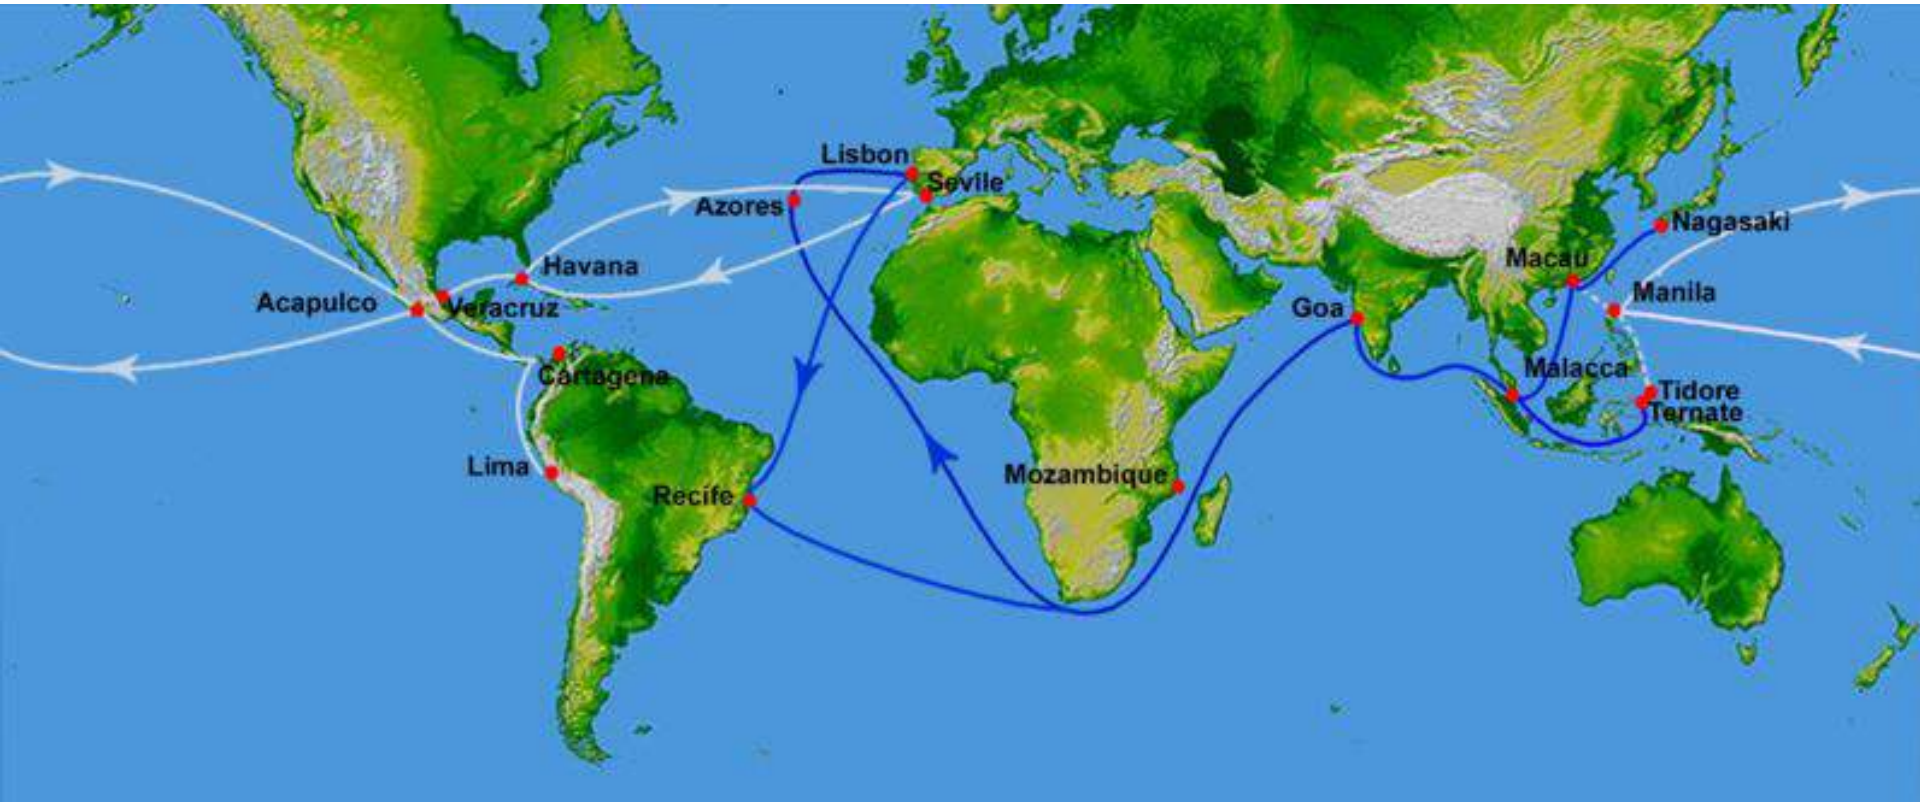 Lisbon
Sevile
Azores
Nagasaki
Havana
Macau
Acapulco
Veracruz
Goa
Manila
Cartagena
Malacca
Tidore
Ternate
Lima
Recife
Mozambique